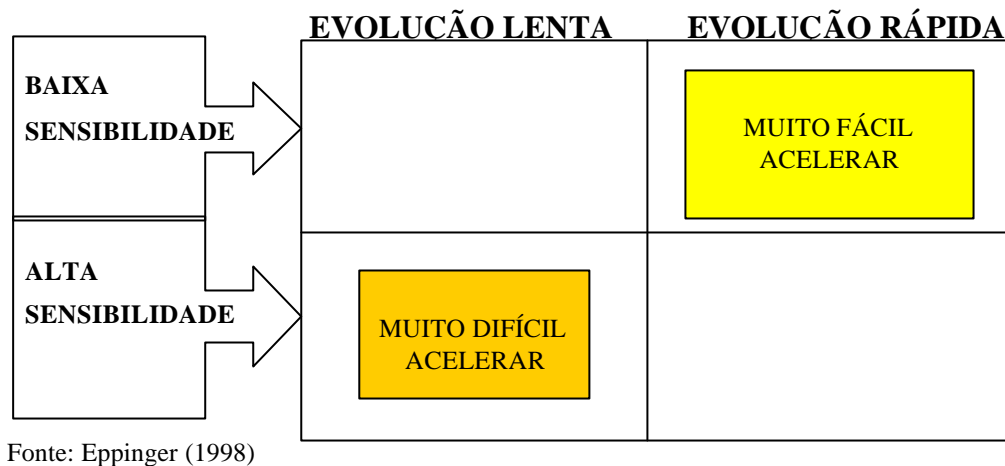 EVOLUÇÃO LENTA
EVOLUÇÃO RÁPIDA
BAIXA
SENSIBILIDADE
MUITO FÁCIL
ACELERAR
ALTA
SENSIBILIDADE
MUITO DIFÍCIL
ACELERAR
Fonte: Eppinger (1998)